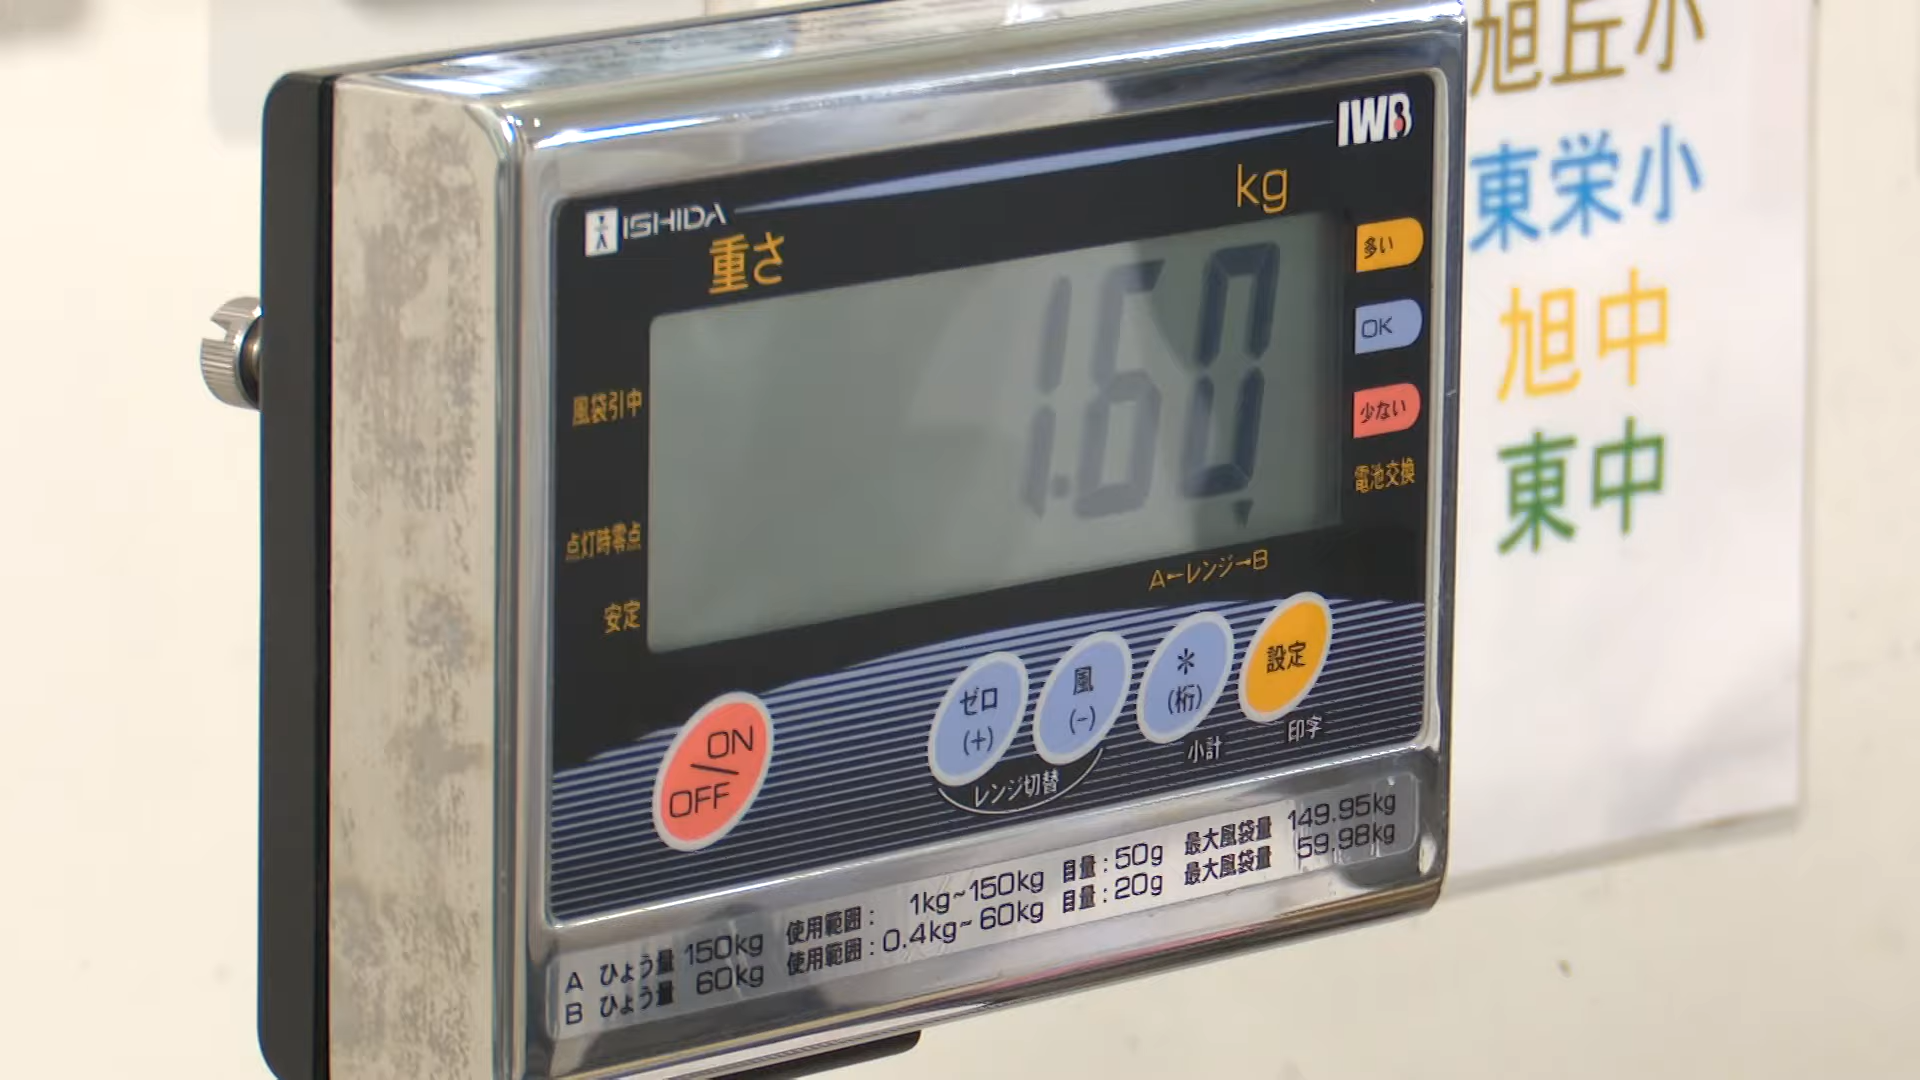 旭丘小
東栄小
旭中
東中
IWB
ISHIDA
重さ
kg
1.60
多い
OK
少ない
電池交換
風袋引中
点灯時零点
安定
A←レンジ→B
ON/OFF
ゼロ
(+)
風
(-)
＊
(桁)
設定
レンジ切替
小計
印字
A ひょう量 150kg 使用範囲： 1kg~150kg 目量：50g 最大風袋量 149.95kg
B ひょう量 60kg 使用範囲：0.4kg~60kg 目量：20g 最大風袋量 59.98kg